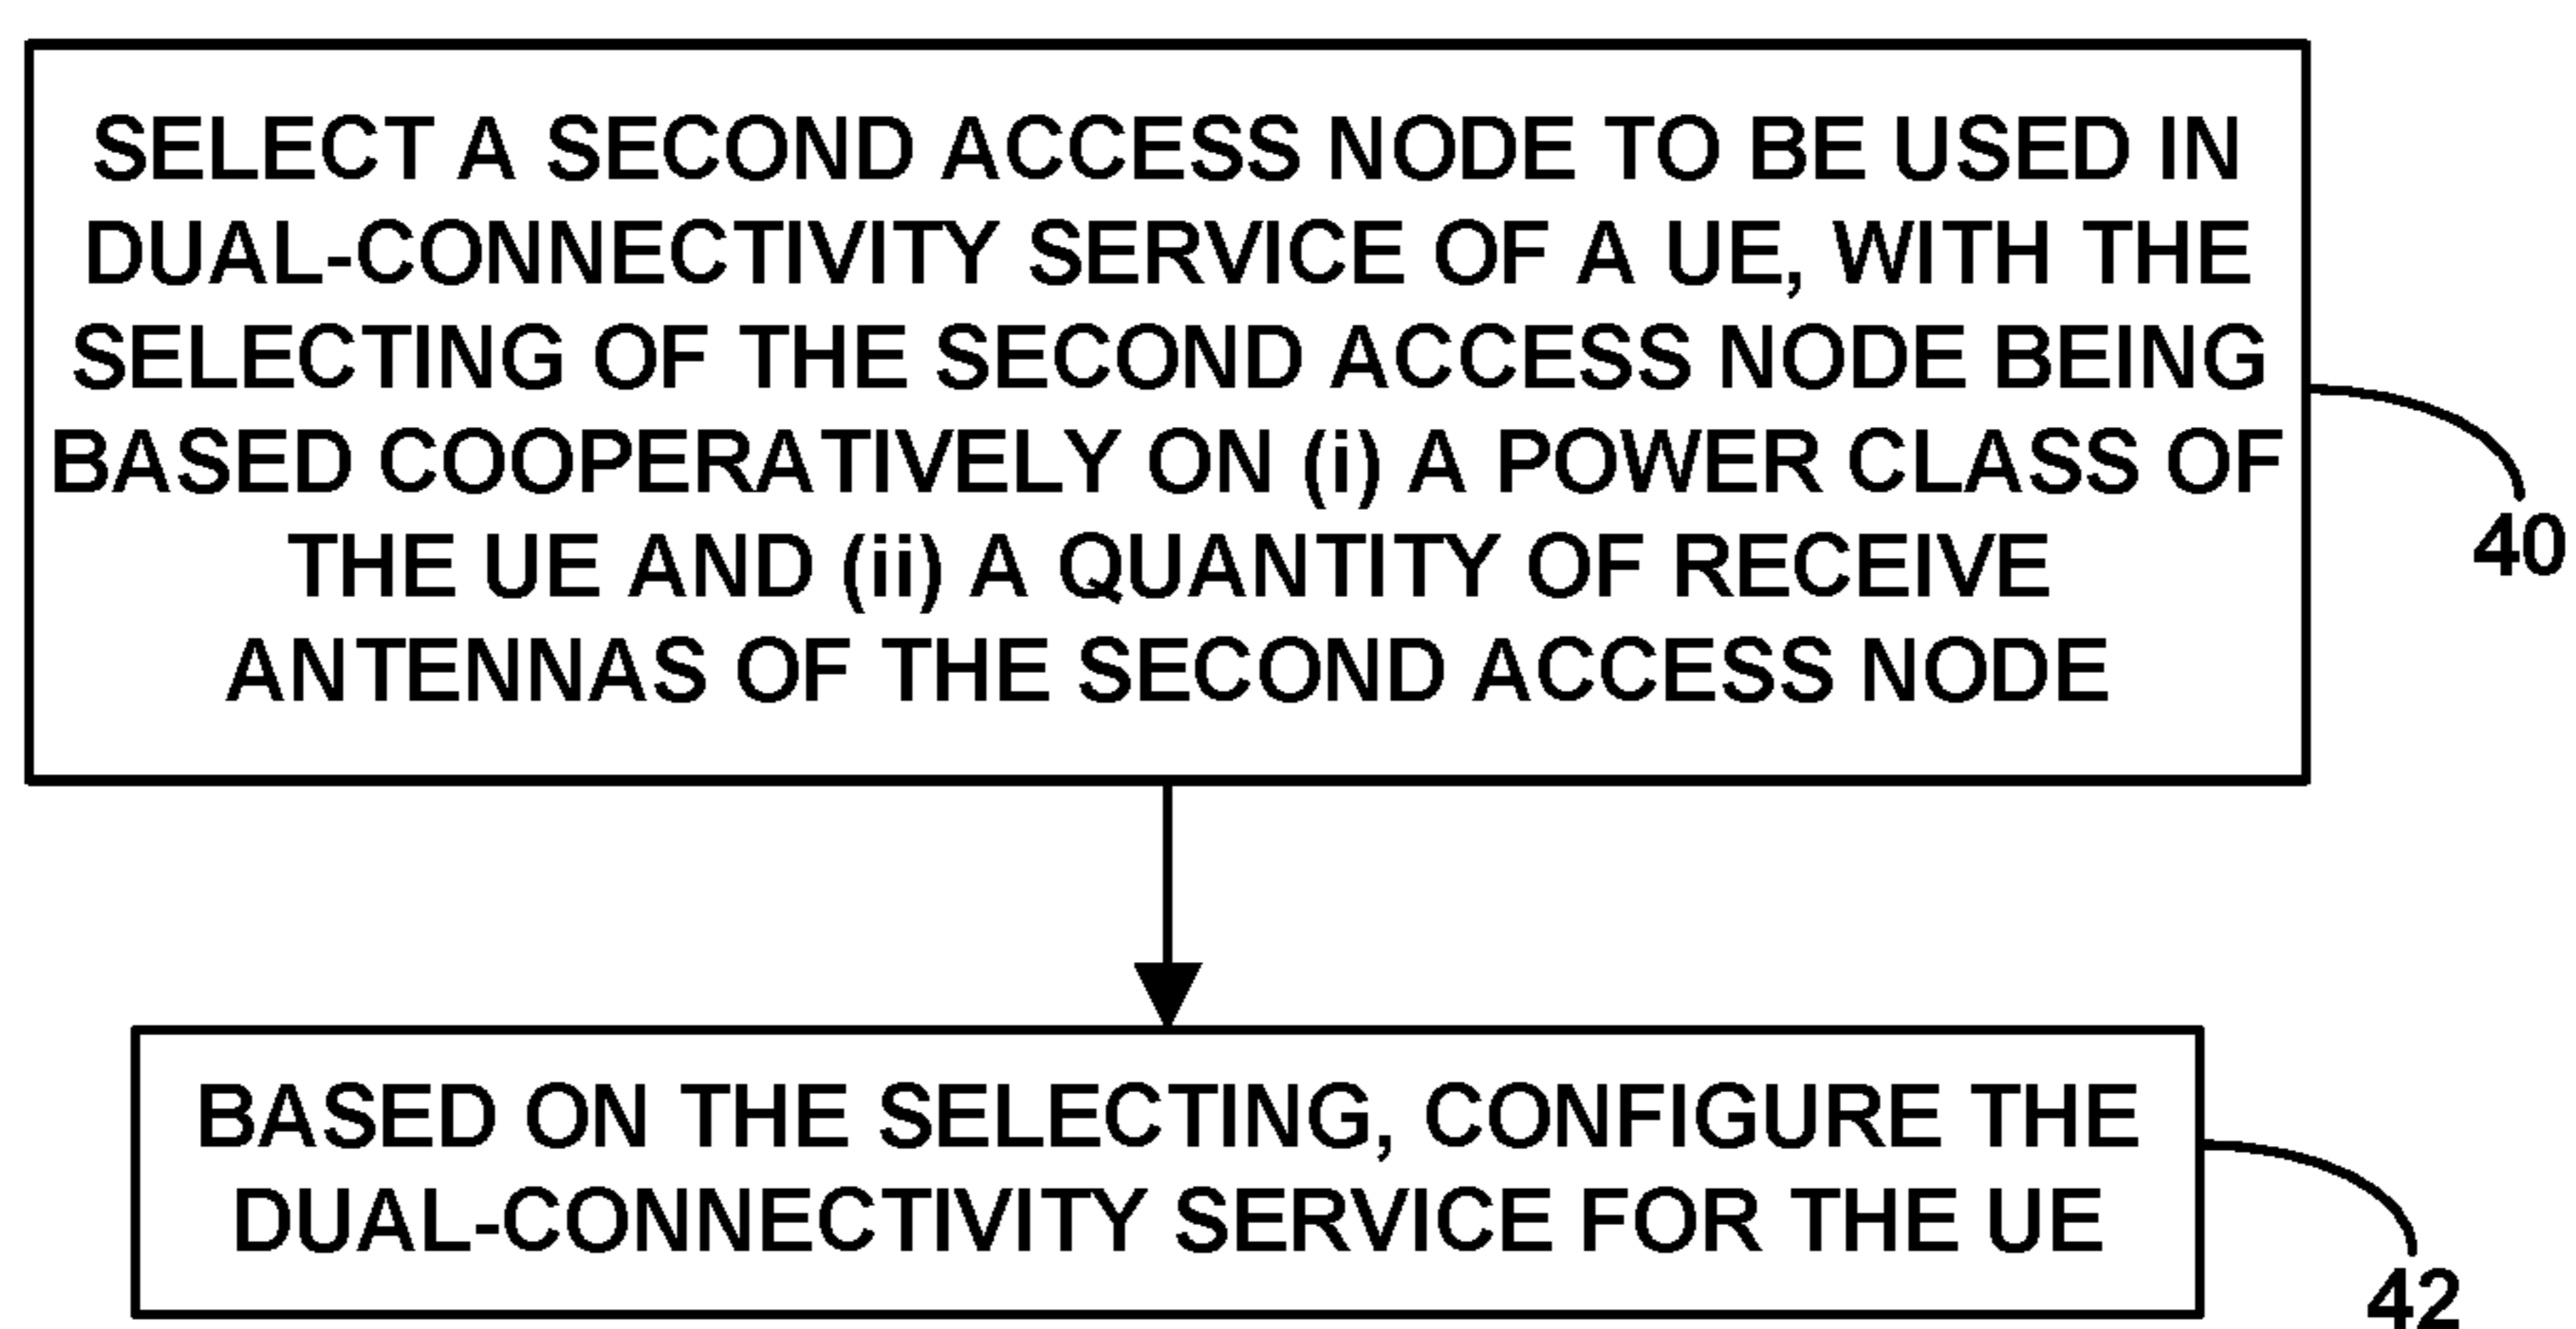 SELECT A SECOND ACCESS NODE TO BE USED IN
DUAL-CONNECTIVITY SERVICE OF A UE, WITH THE
SELECTING OF THE SECOND ACCESS NODE BEING
BASED COOPERATIVELY ON (i) A POWER CLASS OF
THE UE AND (ii) A QUANTITY OF RECEIVE
ANTENNAS OF THE SECOND ACCESS NODE
40
BASED ON THE SELECTING, CONFIGURE THE
DUAL-CONNECTIVITY SERVICE FOR THE UE
42